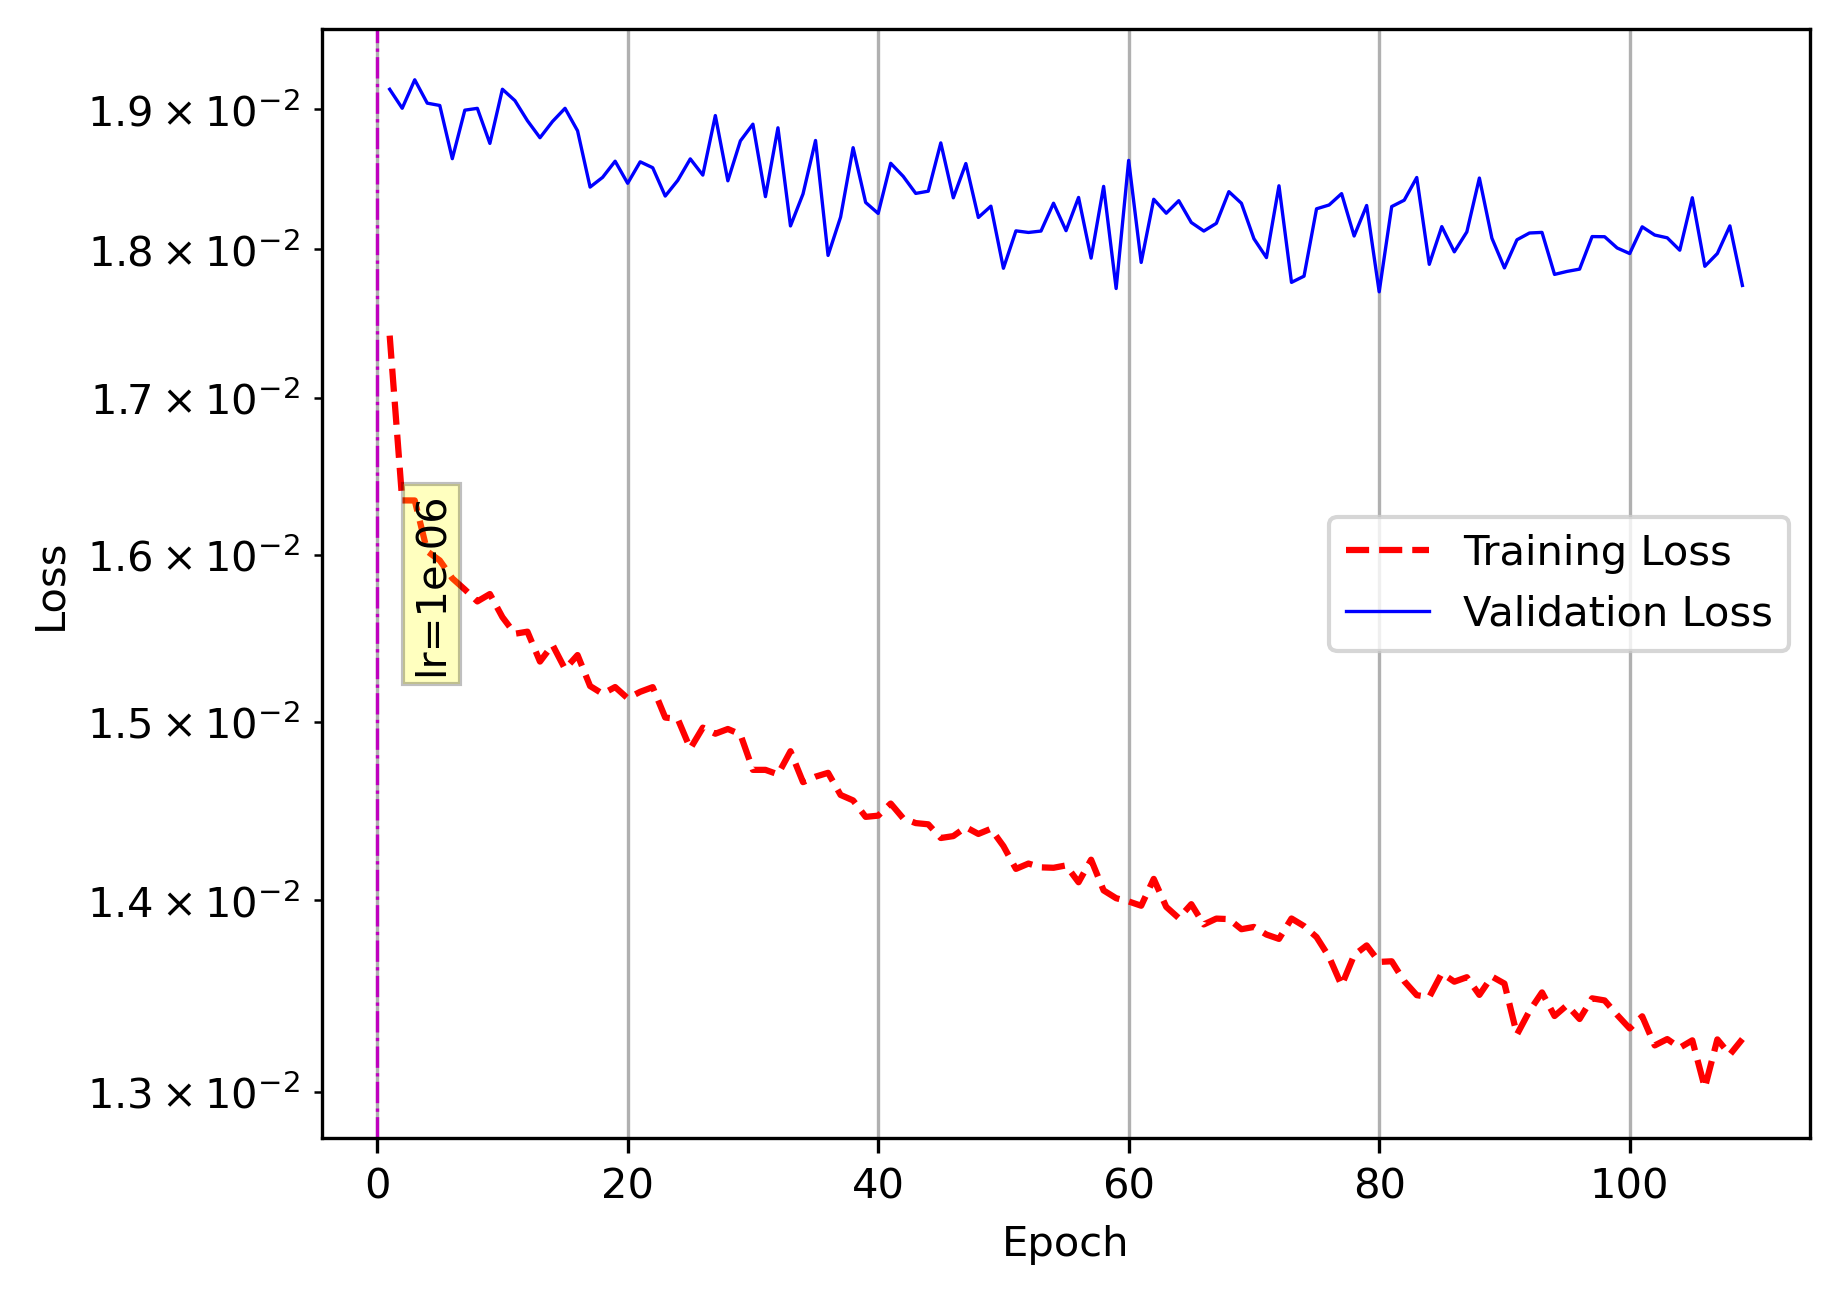 1.9 × 10⁻²
1.8 × 10⁻²
1.7 × 10⁻²
1.6 × 10⁻²
1.5 × 10⁻²
1.4 × 10⁻²
1.3 × 10⁻²
Loss
lr=1e-06
Training Loss
Validation Loss
0 20 40 60 80 100
Epoch